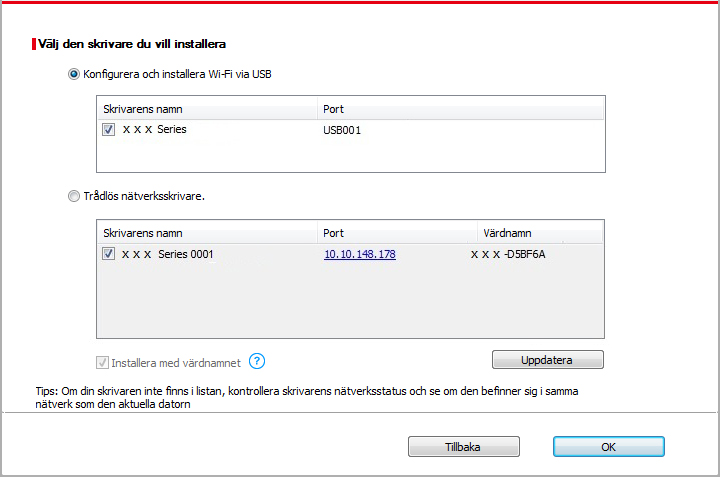 Välj den skrivare du vill installera
Konfigurera och installera Wi-Fi via USB
Skrivarens namn Port
X X X Series USB001
Trådlös nätverksskrivare.
Skrivarens namn Port Värdnamn
X X X Series 0001 10.10.148.178 X X X -D5BF6A
Installera med värdnamnet ? Uppdatera
Tips: Om din skrivaren inte finns i listan, kontrollera skrivarens nätverksstatus och se om den befinner sig i samma
nätverk som den aktuella datorn
Tillbaka OK